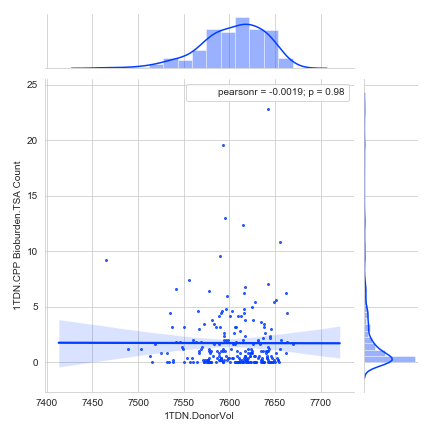 pearsonr = -0.0019; p = 0.98
25
20
15
10
5
0
1TDN.CPP Bioburden.TSA Count
7400 7450 7500 7550 7600 7650 7700
1TDN.DonorVol